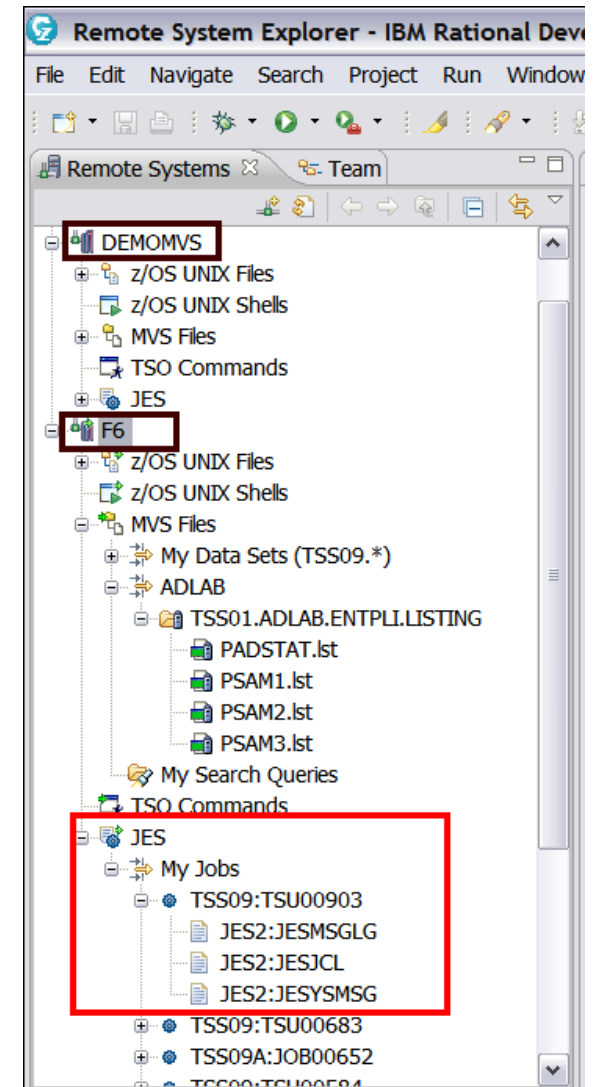 Remote System Explorer - IBM Rational Deve
File Edit Navigate Search Project Run Window
Remote Systems Team
DEMOMVS
z/OS UNIX Files
z/OS UNIX Shells
MVS Files
TSO Commands
JES
F6
z/OS UNIX Files
z/OS UNIX Shells
MVS Files
My Data Sets (TSS09.*)
ADLAB
TSS01.ADLAB.ENTPLI.LISTING
PADSTAT.lst
PSAM1.lst
PSAM2.lst
PSAM3.lst
My Search Queries
TSO Commands
JES
My Jobs
TSS09:TSU00903
JES2:JESMSGLG
JES2:JESJCL
JES2:JESYSMSG
TSS09:TSU00683
TSS09A:JOB00652
TSS09:TSU00584